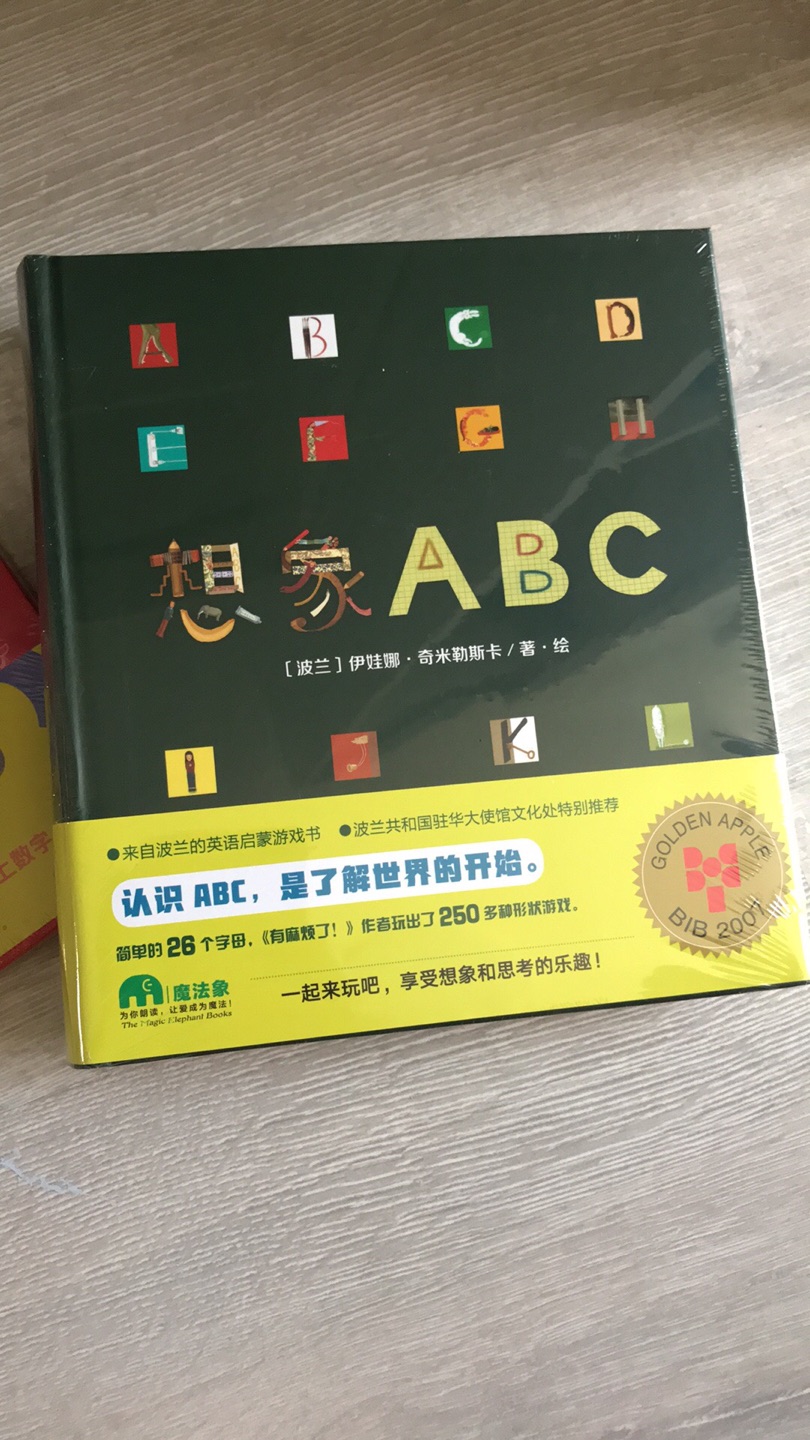 A B C D
E F G H
想象ABC
[波兰]伊娃娜·奇米勒斯卡/著·绘
I J K L
●来自波兰的英语启蒙游戏书 ●波兰共和国驻华大使馆文化处特别推荐
认识ABC，是了解世界的开始。
简单的26个字母，《有麻烦了！》作者玩出了250多种形状游戏。
一起来玩吧，享受想象和思考的乐趣！
魔法象
为你朗读，让爱成为魔法！
The Magic Elephant Books
GOLDEN APPLE
BIB 2007
上数字